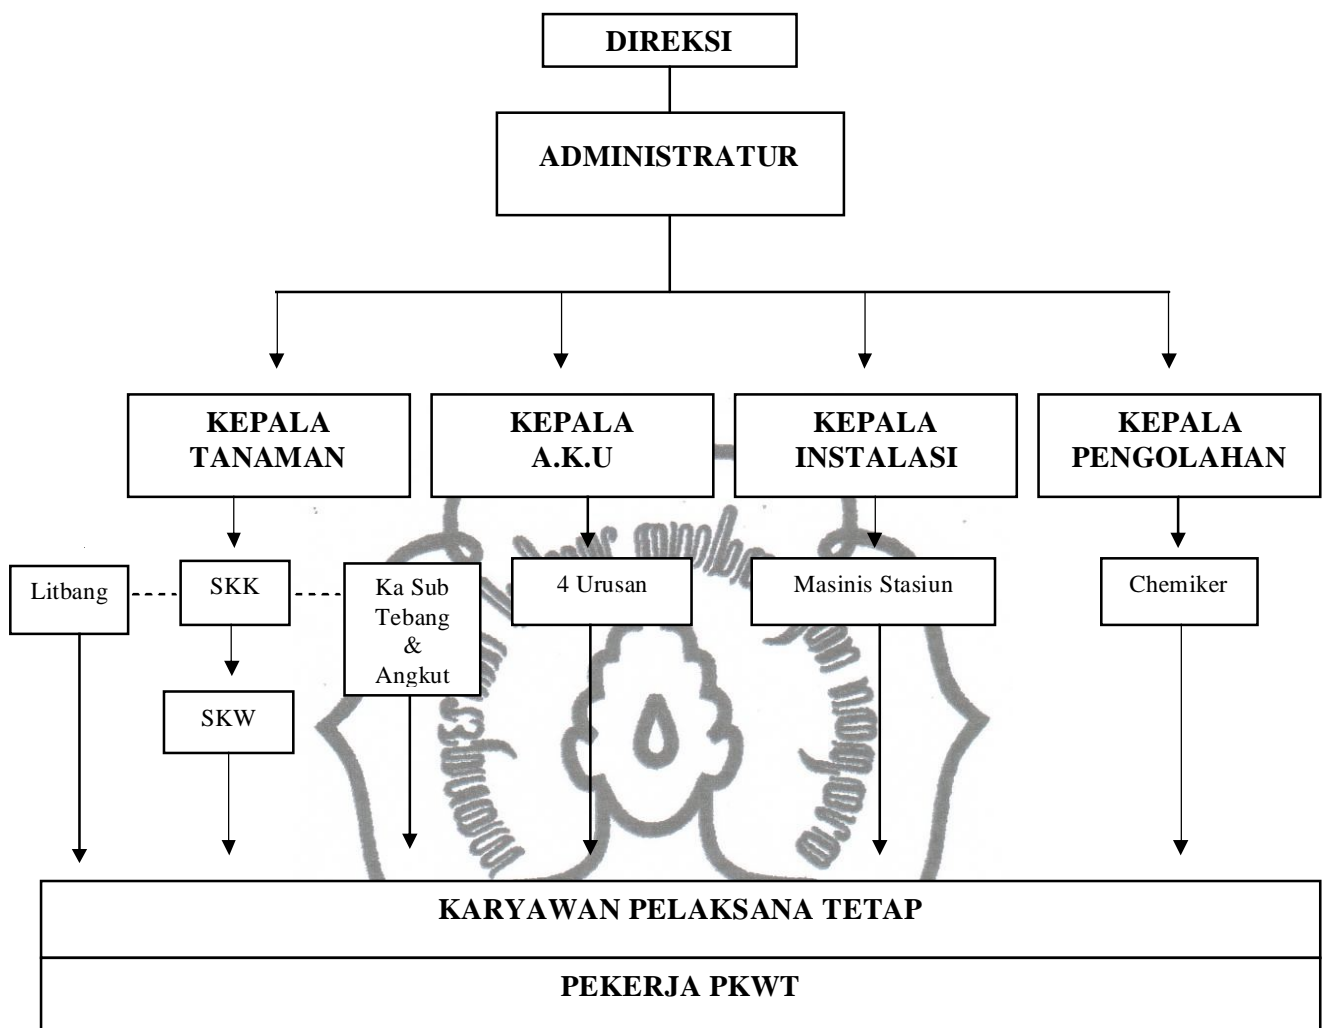 DIREKSI
ADMINISTRATUR
KEPALA
TANAMAN
KEPALA
A.K.U
KEPALA
INSTALASI
KEPALA
PENGOLAHAN
Litbang
SKK
Ka Sub
Tebang
&
Angkut
4 Urusan
Masinis Stasiun
Chemiker
SKW
KARYAWAN PELAKSANA TETAP
PEKERJA PKWT